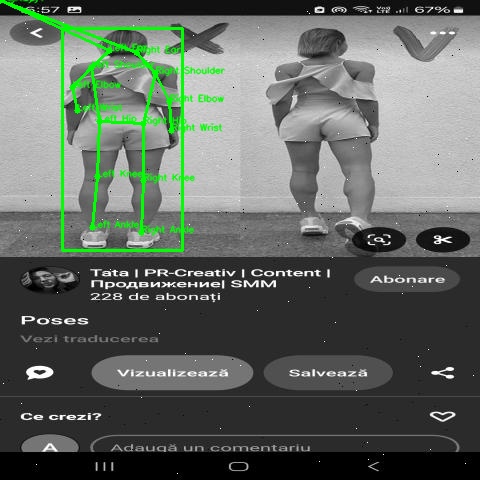 6:57
VoLTE
67%
Left Ear Right Ear
Right Shoulder
Left Elbow
Right Elbow
Left Wrist
Left Hip Right Hip
Right Wrist
Left Knee Right Knee
Left Ankle Right Ankle
Tata | PR-Creativ | Content |
Продвижение| SMM
228 de abonați
Abonare
Poses
Vezi traducerea
Vizualizează
Salvează
Ce crezi?
A
Adaugă un comentariu